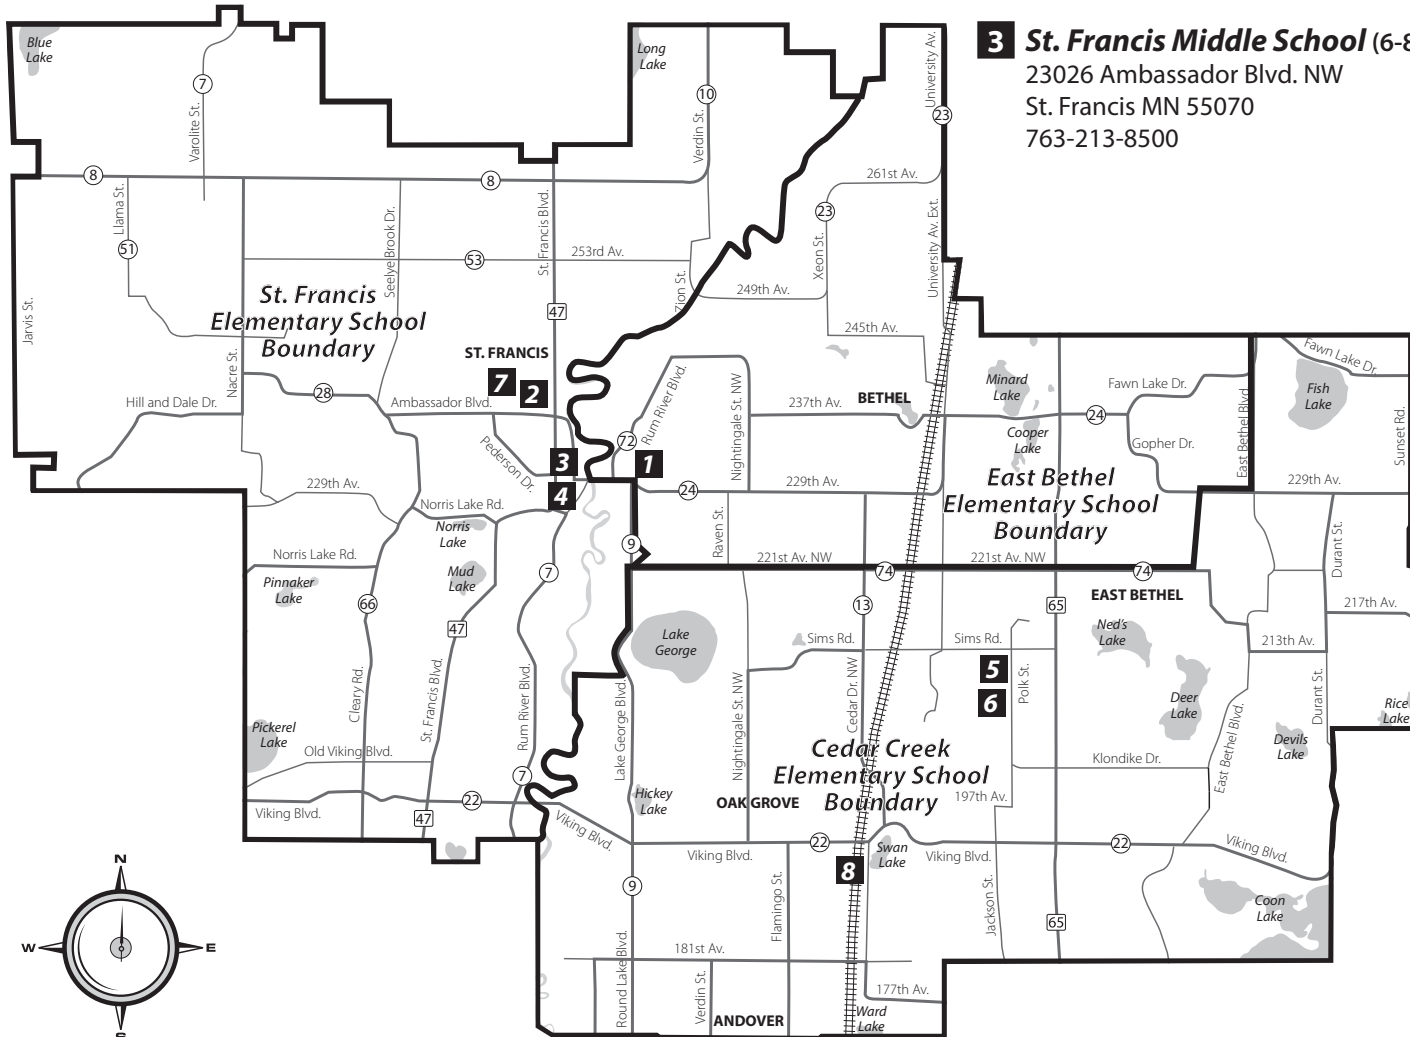 3 St. Francis Middle School (6-8
23026 Ambassador Blvd. NW
St. Francis MN 55070
763-213-8500
Blue
Lake
Long
Lake
7
Varolite St.
10
Verdin St.
University Av.
23
8
8
261st Av.
Llama St.
51
Seelye Brook Dr.
St. Francis Blvd.
23
Xeon St.
University Av. Ext.
53
253rd Av.
Zion St.
249th Av.
Jarvis St.
St. Francis
Elementary School
Boundary
47
245th Av.
Nacre St.
ST. FRANCIS
7
2
28
Hill and Dale Dr.
Ambassador Blvd.
Pederson Dr.
72
Rum River Blvd.
Nightingale St. NW
237th Av.
BETHEL
Minard
Lake
Cooper
Lake
24
Fawn Lake Dr.
Gopher Dr.
East Bethel Blvd
Fawn Lake Dr.
Fish
Lake
Sunset Rd.
3
1
4
229th Av.
24
229th Av.
229th Av.
East Bethel
Elementary School
Boundary
Norris Lake Rd.
Norris
Lake
Raven St.
9
Norris Lake Rd.
Pinnaker
Lake
Mud
Lake
7
221st Av. NW
74
221st Av. NW
74
Durant St.
66
47
13
65
EAST BETHEL
217th Av.
Lake
George
Sims Rd.
Sims Rd.
Ned's
Lake
213th Av.
5
6
Polk St.
Cleary Rd.
St. Francis Blvd.
Rum River Blvd.
Lake George Blvd.
Nightingale St. NW
Cedar Dr. NW
Deer
Lake
Durant St.
Rice
Lake
Pickerel
Lake
Old Viking Blvd.
Cedar Creek
Elementary School
Boundary
Klondike Dr.
East Bethel Blvd.
Devils
Lake
7
22
Viking Blvd.
47
Hickey
Lake
OAK GROVE
197th Av.
Viking Blvd.
Viking Blvd.
22
Swan
Lake
Viking Blvd.
22
Viking Blvd.
8
9
Flamingo St.
Jackson St.
65
Coon
Lake
N
W
E
S
181st Av.
Round Lake Blvd.
Verdin St.
177th Av.
ANDOVER
Ward
Lake